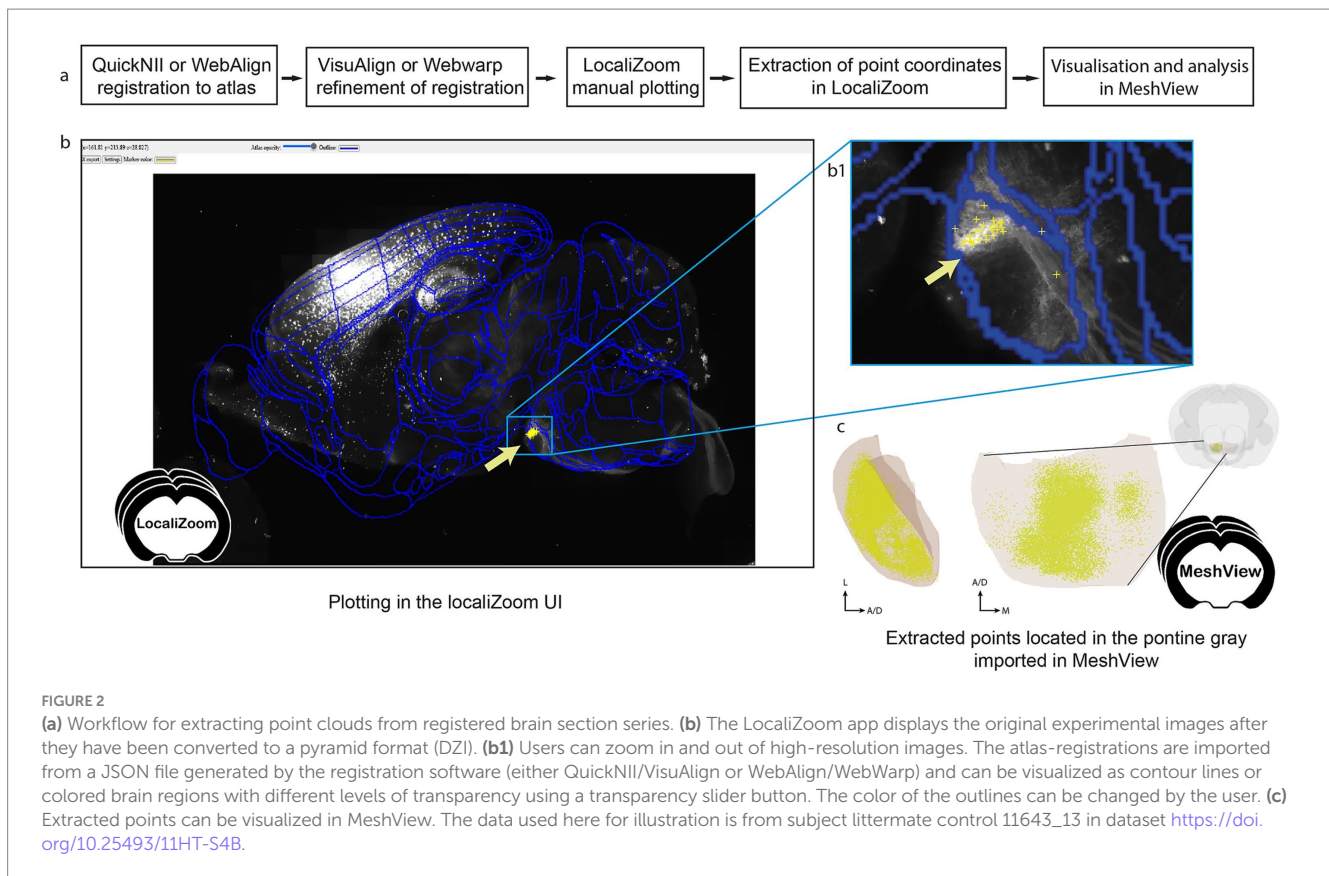 a
QuickNII or WebAlign
registration to atlas
VisuAlign or Webwarp
refinement of registration
LocaliZoom
manual plotting
Extraction of point coordinates
in LocaliZoom
Visualisation and analysis
in MeshView
b
Atlas opacity:
Outline:
Settings
Marker color:
b1
LocaliZoom
Plotting in the localiZoom UI
c
L
A/D
A/D
M
MeshView
Extracted points located in the pontine gray
imported in MeshView
FIGURE 2
(a) Workflow for extracting point clouds from registered brain section series. (b) The LocaliZoom app displays the original experimental images after
they have been converted to a pyramid format (DZI). (b1) Users can zoom in and out of high-resolution images. The atlas-registrations are imported
from a JSON file generated by the registration software (either QuickNII/VisuAlign or WebAlign/WebWarp) and can be visualized as contour lines or
colored brain regions with different levels of transparency using a transparency slider button. The color of the outlines can be changed by the user. (c)
Extracted points can be visualized in MeshView. The data used here for illustration is from subject littermate control 11643_13 in dataset https://doi.
org/10.25493/11HT-S4B.